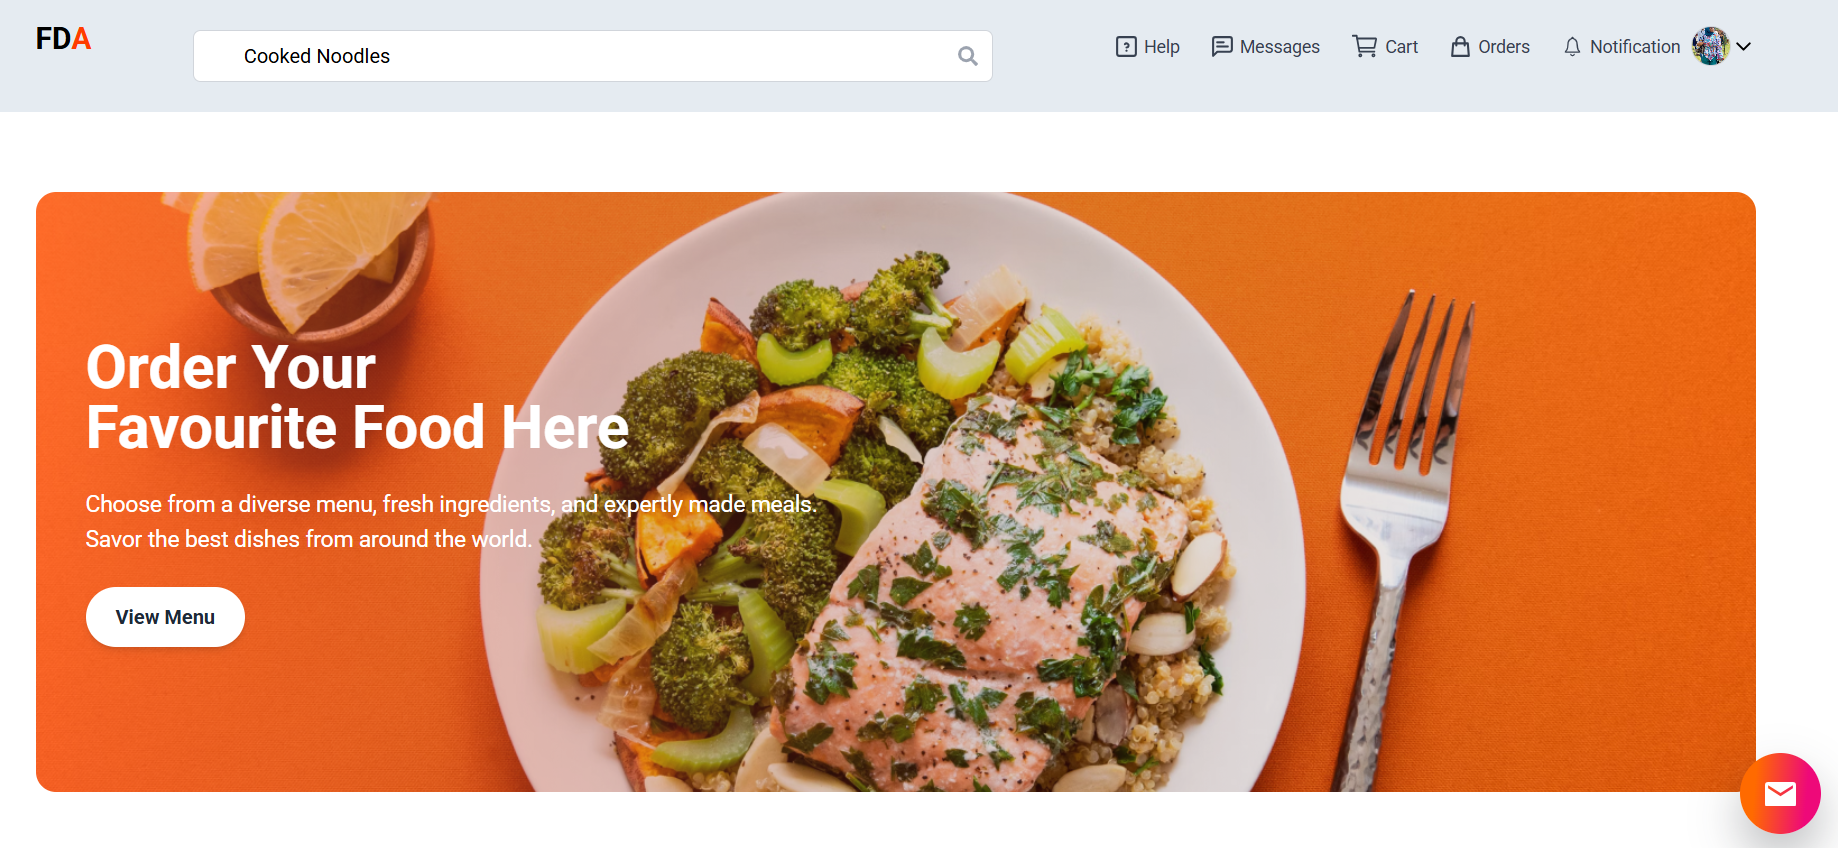 FDA
Cooked Noodles
Help
Messages
Cart
Orders
Notification
Order Your
Favourite Food Here
Choose from a diverse menu, fresh ingredients, and expertly made meals.
Savor the best dishes from around the world.
View Menu